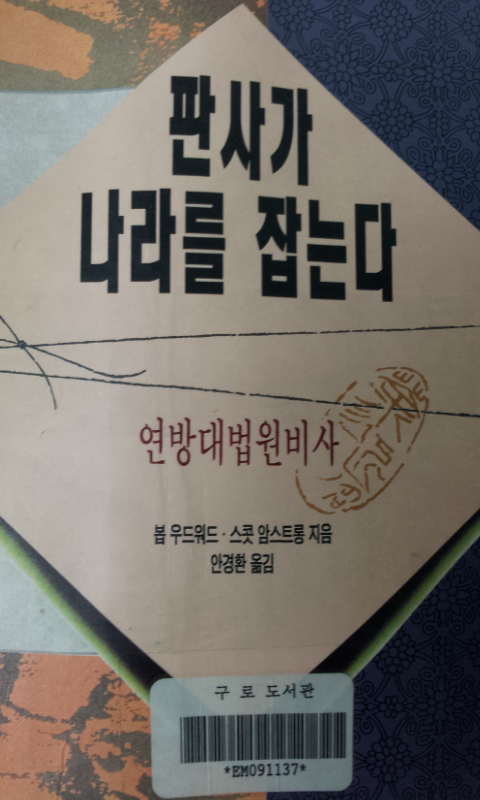 판사가
나라를 잡는다
연방대법원비사
봅 우드워드 · 스콧 암스트롱 지음
안경환 옮김
구로도서관
*EM091137*